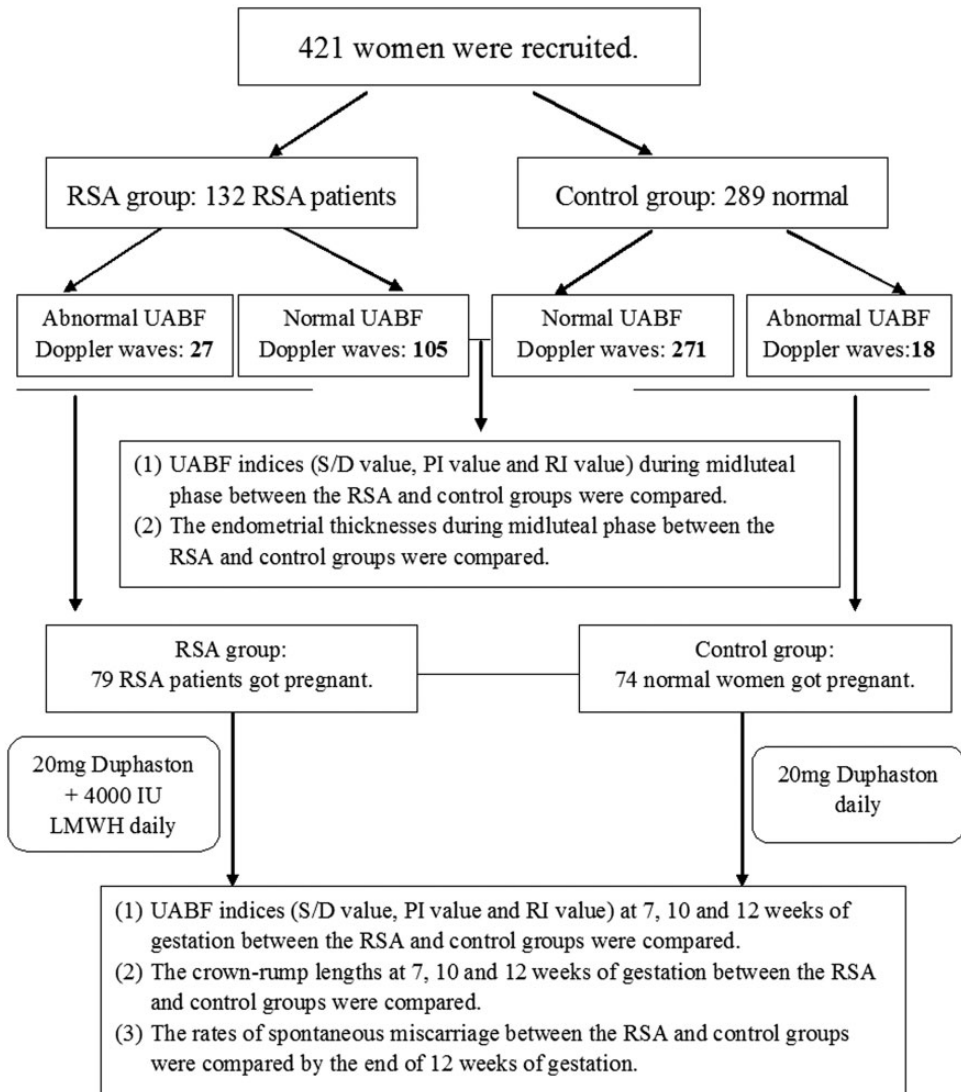 421 women were recruited.
RSA group: 132 RSA patients
Control group: 289 normal
Abnormal UABF
Doppler waves: 27
Normal UABF
Doppler waves: 105
Normal UABF
Doppler waves: 271
Abnormal UABF
Doppler waves:18
(1) UABF indices (S/D value, PI value and RI value) during midluteal
phase between the RSA and control groups were compared.
(2) The endometrial thicknesses during midluteal phase between the
RSA and control groups were compared.
RSA group:
79 RSA patients got pregnant.
Control group:
74 normal women got pregnant.
20mg Duphaston
+ 4000 IU
LMWH daily
20mg Duphaston
daily
(1) UABF indices (S/D value, PI value and RI value) at 7, 10 and 12 weeks of
gestation between the RSA and control groups were compared.
(2) The crown-rump lengths at 7, 10 and 12 weeks of gestation between the RSA
and control groups were compared.
(3) The rates of spontaneous miscarriage between the RSA and control groups
were compared by the end of 12 weeks of gestation.